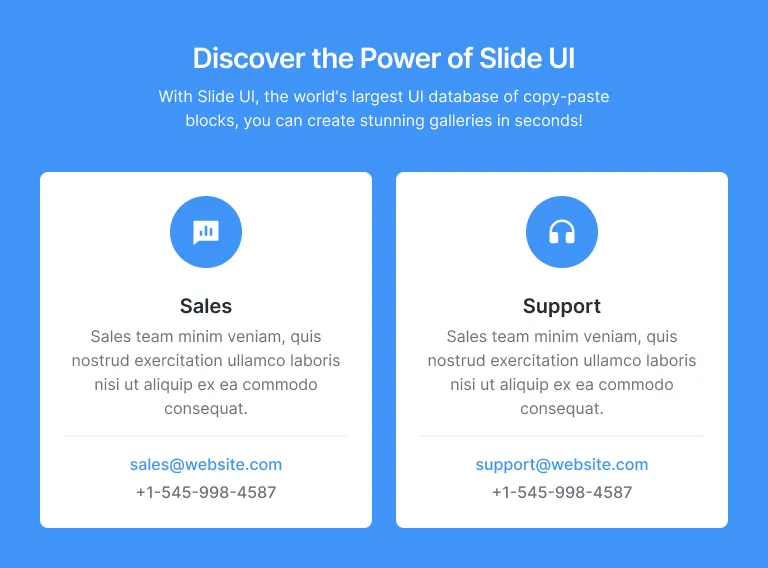 Discover the Power of Slide UI
With Slide UI, the world's largest UI database of copy-paste
blocks, you can create stunning galleries in seconds!
Sales
Sales team minim veniam, quis
nostrud exercitation ullamco laboris
nisi ut aliquip ex ea commodo
consequat.
sales@website.com
+1-545-998-4587
Support
Sales team minim veniam, quis
nostrud exercitation ullamco laboris
nisi ut aliquip ex ea commodo
consequat.
support@website.com
+1-545-998-4587